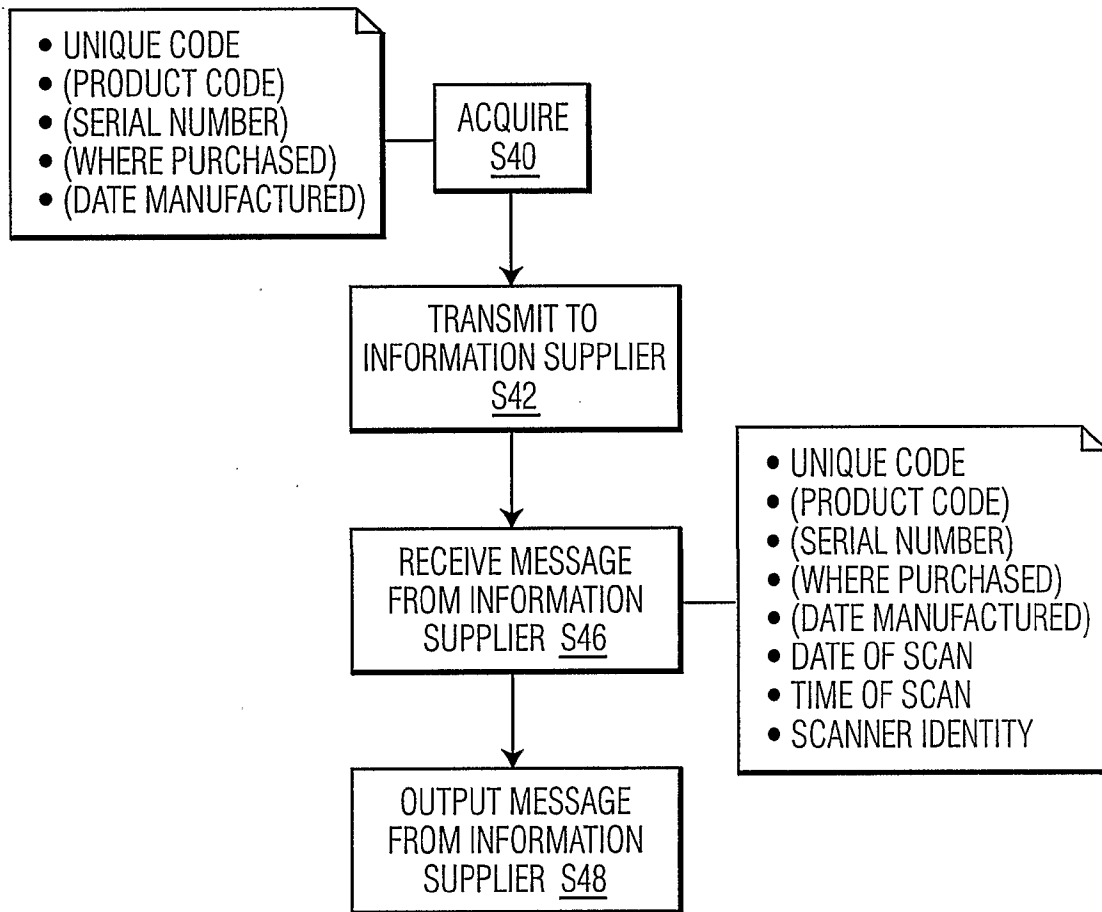 • UNIQUE CODE
• (PRODUCT CODE)
• (SERIAL NUMBER)
• (WHERE PURCHASED)
• (DATE MANUFACTURED)
ACQUIRE
S40
TRANSMIT TO
INFORMATION SUPPLIER
S42
RECEIVE MESSAGE
FROM INFORMATION
SUPPLIER S46
• UNIQUE CODE
• (PRODUCT CODE)
• (SERIAL NUMBER)
• (WHERE PURCHASED)
• (DATE MANUFACTURED)
• DATE OF SCAN
• TIME OF SCAN
• SCANNER IDENTITY
OUTPUT MESSAGE
FROM INFORMATION
SUPPLIER S48